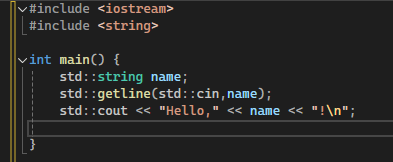 #include <iostream>
#include <string>

int main() {
    std::string name;
    std::getline(std::cin,name);
    std::cout << "Hello," << name << "!\n";

}